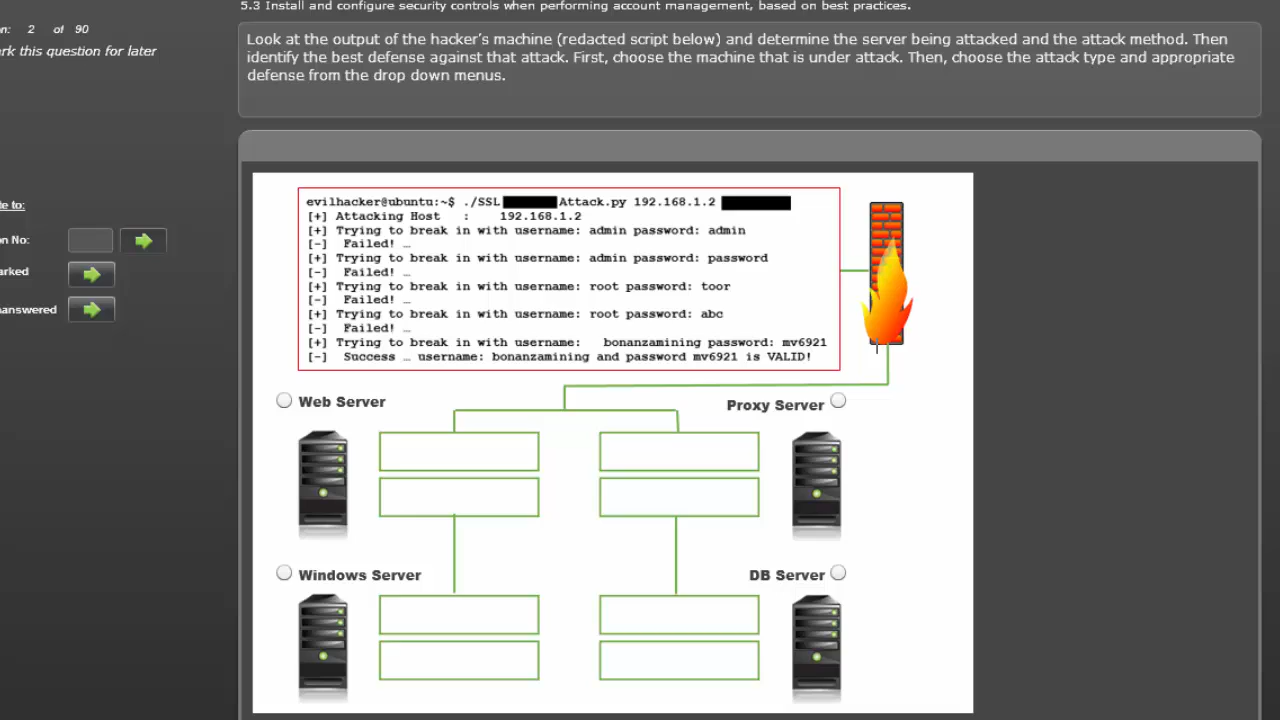 5.3 Install and configure security controls when performing account management, based on best practices.
n: 2 of 90
rk this question for later
Look at the output of the hacker's machine (redacted script below) and determine the server being attacked and the attack method. Then
identify the best defense against that attack. First, choose the machine that is under attack. Then, choose the attack type and appropriate
defense from the drop down menus.
te to:
on No:
arked
nanswered
evilhacker@ubuntu:~$ ./SSL Attack.py 192.168.1.2
[+] Attacking Host : 192.168.1.2
[+] Trying to break in with username: admin password: admin
[-] Failed! …
[+] Trying to break in with username: admin password: password
[-] Failed! …
[+] Trying to break in with username: root password: toor
[-] Failed! …
[+] Trying to break in with username: root password: abc
[-] Failed! …
[+] Trying to break in with username: bonanzamining password: mv6921
[-] Success … username: bonanzamining and password mv6921 is VALID!
Web Server
Proxy Server
Windows Server
DB Server